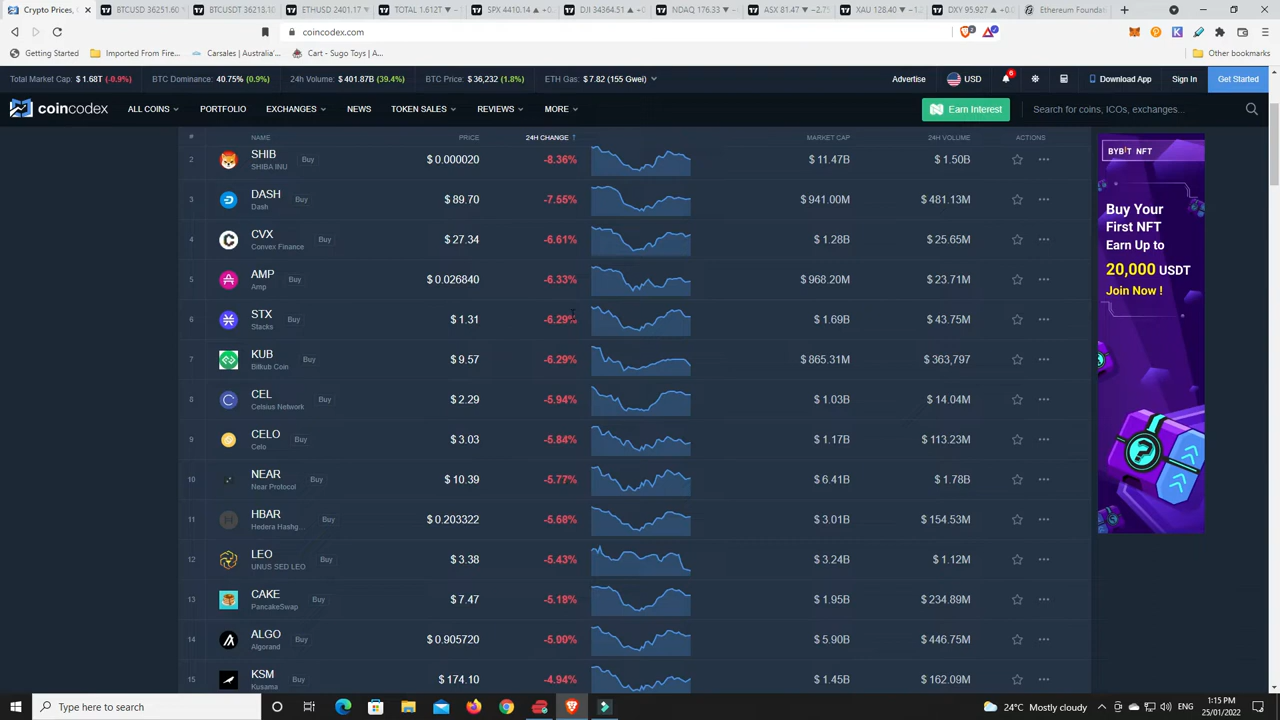 Crypto Prices, C
BTCUSD 36251.60
BTCUSDT 36213.10
ETHUSD 2401.17
TOTAL 1.612T
SPX 4410.14 ▲ +0.
DJI 34364.51 ▲ +
NDAQ 176.33
ASX 81.47 −2.7
XAU 128.40 ▼ −1.
DXY 95.927 ▲ +0.
Ethereum Founda
coincodex.com
Other bookmarks
Getting Started
Imported From Fire...
Carsales | Australia'...
Cart - Sugo Toys | A...
Total Market Cap: $ 1.68T (-0.9%)
BTC Dominance: 40.75% (0.9%)
24h Volume: $ 401.87B (39.4%)
BTC Price: $ 36,232 (1.8%)
ETH Gas: $ 7.82 (155 Gwei)
Advertise
USD
6
Download App
Sign In
Get Started
coincodex
ALL COINS
PORTFOLIO
EXCHANGES
NEWS
TOKEN SALES
REVIEWS
MORE
Earn Interest
Search for coins, ICOs, exchanges...
# NAME PRICE 24H CHANGE ↑ MARKET CAP 24H VOLUME ACTIONS
2 SHIB Buy $ 0.000020 -8.36% $ 11.47B $ 1.50B
SHIBA INU
3 DASH Buy $ 89.70 -7.55% $ 941.00M $ 481.13M
Dash
4 CVX Buy $ 27.34 -6.61% $ 1.28B $ 25.65M
Convex Finance
5 AMP Buy $ 0.026840 -6.33% $ 968.20M $ 23.71M
Amp
6 STX Buy $ 1.31 -6.29% $ 1.69B $ 43.75M
Stacks
7 KUB Buy $ 9.57 -6.29% $ 865.31M $ 363,797
Bitkub Coin
8 CEL Buy $ 2.29 -5.94% $ 1.03B $ 14.04M
Celsius Network
9 CELO Buy $ 3.03 -5.84% $ 1.17B $ 113.23M
Celo
10 NEAR Buy $ 10.39 -5.77% $ 6.41B $ 1.78B
Near Protocol
11 HBAR Buy $ 0.203322 -5.66% $ 3.01B $ 154.53M
Hedera Hashg...
12 LEO Buy $ 3.38 -5.43% $ 3.24B $ 1.12M
UNUS SED LEO
13 CAKE Buy $ 7.47 -5.19% $ 1.95B $ 234.89M
PancakeSwap
14 ALGO Buy $ 0.905720 -5.00% $ 5.90B $ 446.75M
Algorand
15 KSM Buy $ 174.10 -4.94% $ 1.45B $ 162.09M
Kusama
BYBIT NFT
Buy Your
First NFT
Earn Up to
20,000 USDT
Join Now !
Type here to search
24°C Mostly cloudy
ENG
1:15 PM
25/01/2022